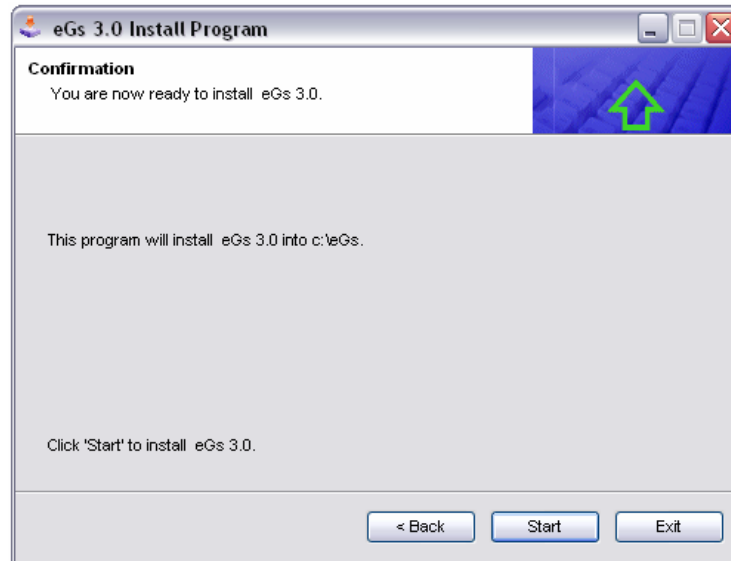 eGs 3.0 Install Program
Confirmation
You are now ready to install eGs 3.0.
This program will install eGs 3.0 into c:\eGs.
Click 'Start' to install eGs 3.0.
< Back Start Exit